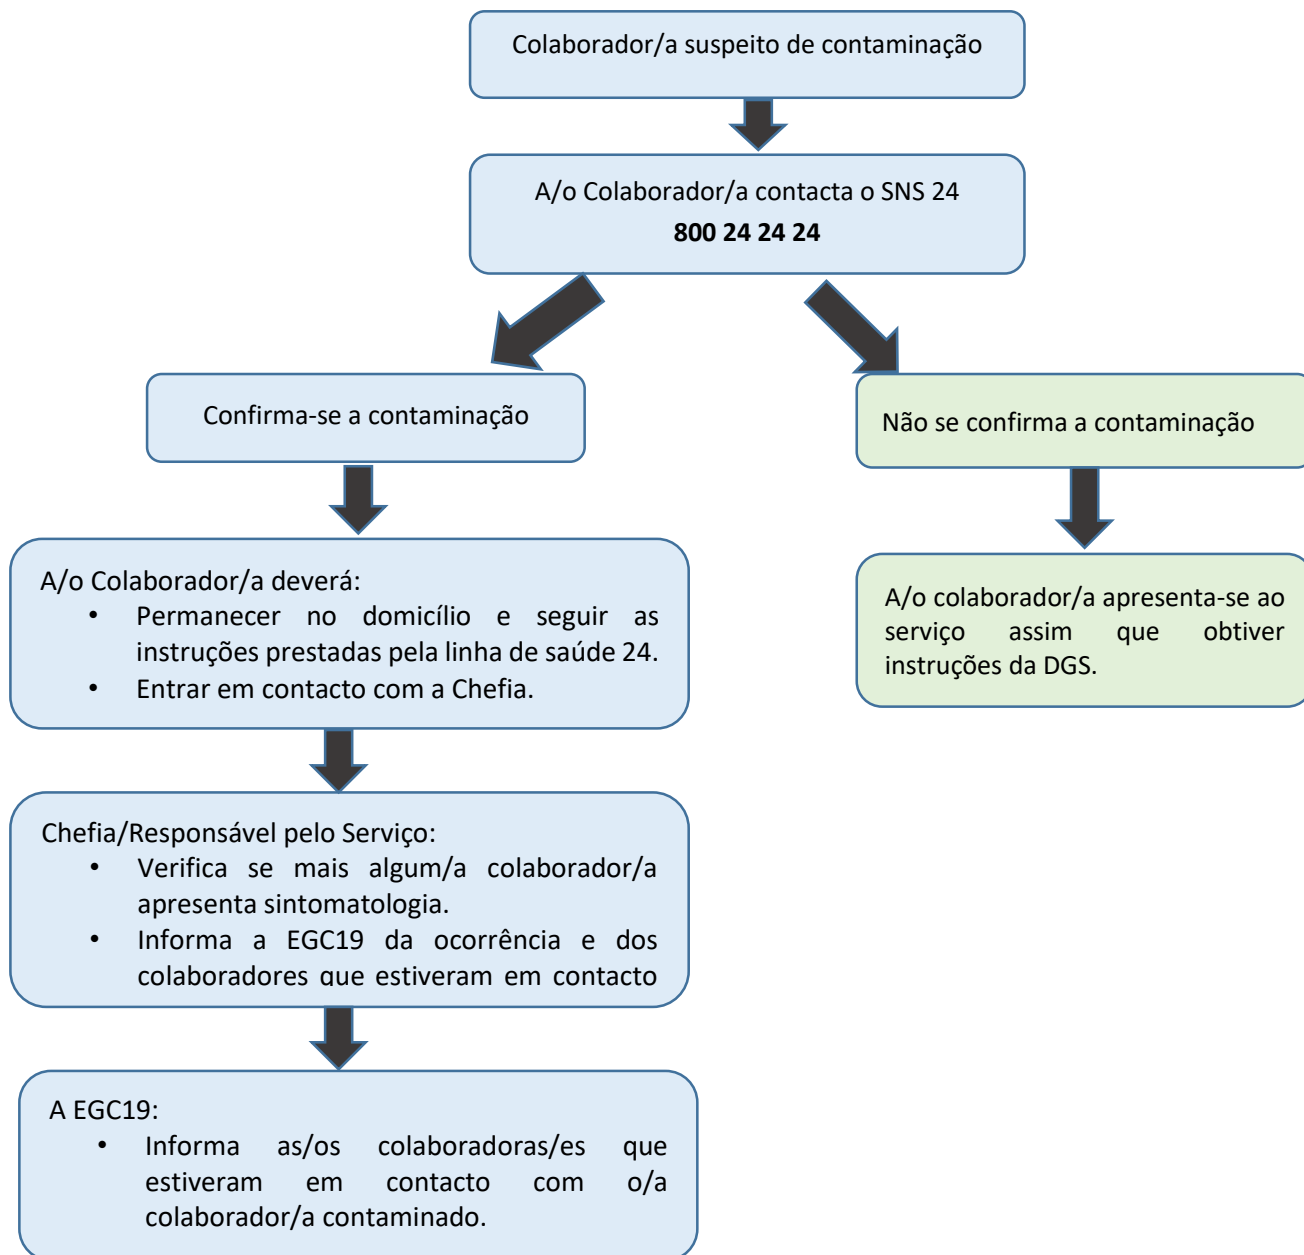 Colaborador/a suspeito de contaminação
A/o Colaborador/a contacta o SNS 24
800 24 24 24
Confirma-se a contaminação
Não se confirma a contaminação
A/o Colaborador/a deverá:
• Permanecer no domicílio e seguir as
instruções prestadas pela linha de saúde 24.
• Entrar em contacto com a Chefia.
A/o colaborador/a apresenta-se ao
serviço assim que obtiver
instruções da DGS.
Chefia/Responsável pelo Serviço:
• Verifica se mais algum/a colaborador/a
apresenta sintomatologia.
• Informa a EGC19 da ocorrência e dos
colaboradores que estiveram em contacto
A EGC19:
• Informa as/os colaboradoras/es que
estiveram em contacto com o/a
colaborador/a contaminado.